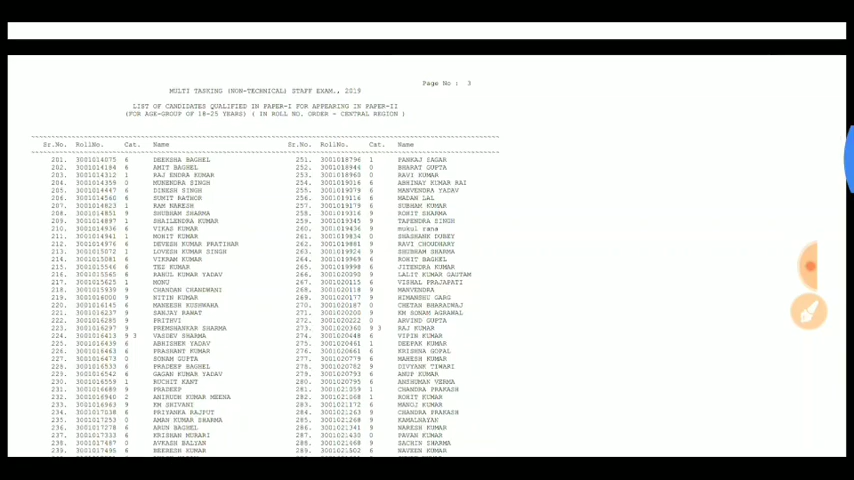 Page No : 3
MULTI TASKING (NON-TECHNICAL) STAFF EXAM., 2019
LIST OF CANDIDATES QUALIFIED IN PAPER-I FOR APPEARING IN PAPER-II
(FOR AGE-GROUP OF 18-25 YEARS) ( IN ROLL NO. ORDER - CENTRAL REGION )
Sr.No. RollNo. Cat. Name Sr.No. RollNo. Cat. Name
201. 3001014075 6 DEEKSHA BAGHEL 251. 3001018796 1 PANKAJ SAGAR
202. 3001014184 6 AMIT BAGHEL 252. 3001018946 0 BHARAT GUPTA
203. 3001014312 1 RAJ ENDRA KUMAR 253. 3001018960 0 RAVI KUMAR
204. 3001014359 0 MUNENDRA SINGH 254. 3001019016 6 ABHINAY KUMAR RAI
205. 3001014447 6 DINESH SINGH 255. 3001019079 6 MANVENDRA YADAV
206. 3001014560 6 SUMIT RATHOR 256. 3001019116 6 MADAN LAL
207. 3001014823 1 RAM NARESH 257. 3001019179 6 SUBHAM KUMAR
208. 3001014851 9 SHUBHAM SHARMA 258. 3001019316 9 ROHIT SHARMA
209. 3001014897 1 SHAILENDRA KUMAR 259. 3001019345 9 TAPENDRA SINGH
210. 3001014936 6 VIKAS KUMAR 260. 3001019436 9 mukul rana
211. 3001014941 1 MOHIT KUMAR 261. 3001019834 0 SHASHANK DUBEY
212. 3001014976 6 DEVESH KUMAR PRATIHAR 262. 3001019881 9 RAVI CHOUDHARY
213. 3001015072 1 LOVESH KUMAR SINGH 263. 3001019924 9 SHUBHAM SHARMA
214. 3001015081 6 VIKRAM KUMAR 264. 3001019969 6 ROHIT BAGHEL
215. 3001015546 6 TEZ KUMAR 265. 3001019998 6 JITENDRA KUMAR
216. 3001015565 6 RAHUL KUMAR YADAV 266. 3001020090 9 LALIT KUMAR GAUTAM
217. 3001015625 1 MONU 267. 3001020115 6 VISHAL PRAJAPATI
218. 3001015939 9 CHANDAN CHANDWANI 268. 3001020118 9 MANVENDRA
219. 3001016000 9 NITIN KUMAR 269. 3001020177 9 HIMANSHU GARG
220. 3001016145 6 MANEESH KUSHWAHA 270. 3001020187 0 CHETAN BHARADWAJ
221. 3001016237 9 SANJAY RAWAT 271. 3001020200 9 KM SONAM AGRAWAL
222. 3001016285 9 PRITHVI 272. 3001020222 0 ARVIND GUPTA
223. 3001016297 9 PREMSHANKAR SHARMA 273. 3001020360 9 3 RAJ KUMAR
224. 3001016413 9 3 VASDEV SHARMA 274. 3001020448 6 VIPIN KUMAR
225. 3001016439 6 ABHISHEK YADAV 275. 3001020461 1 DEEPAK KUMAR
226. 3001016463 6 PRASHANT KUMAR 276. 3001020661 6 KRISHNA GOPAL
227. 3001016473 0 SONAM GUPTA 277. 3001020779 6 MAHESH KUMAR
228. 3001016533 6 PRADEEP BAGHEL 278. 3001020782 9 DIVYANK TIWARI
229. 3001016542 6 GAGAN KUMAR YADAV 279. 3001020793 6 ANUP KUMAR
230. 3001016559 1 RUCHIT KANT 280. 3001020795 6 ANSHUMAN VERMA
231. 3001016689 9 PRADEEP 281. 3001021059 1 CHANDRA PRAKASH
232. 3001016940 2 ANIRUDH KUMAR MEENA 282. 3001021068 1 ROHIT KUMAR
233. 3001016963 9 KM SHIVANI 283. 3001021172 6 MANOJ KUMAR
234. 3001017038 6 PRIYANKA RAJPUT 284. 3001021263 9 CHANDRA PRAKASH
235. 3001017253 0 AMAN KUMAR SHARMA 285. 3001021268 9 KAMALNAYAN
236. 3001017278 6 ARUN BAGHEL 286. 3001021341 9 NARESH KUMAR
237. 3001017333 6 KRISHAN MURARI 287. 3001021430 0 PAVAN KUMAR
238. 3001017487 0 AVKASH BALYAN 288. 3001021468 9 SACHIN SHARMA
239. 3001017495 6 BEERESH KUMAR 289. 3001021502 6 NAVEEN KUMAR